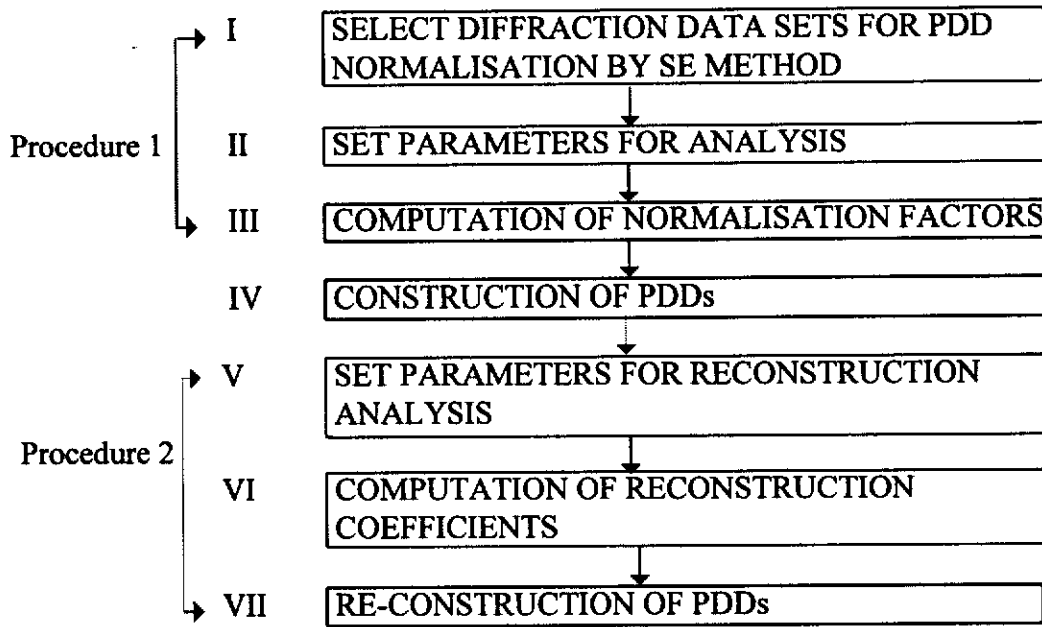 I SELECT DIFFRACTION DATA SETS FOR PDD
NORMALISATION BY SE METHOD
Procedure 1
II SET PARAMETERS FOR ANALYSIS
III COMPUTATION OF NORMALISATION FACTORS
IV CONSTRUCTION OF PDDs
V SET PARAMETERS FOR RECONSTRUCTION
ANALYSIS
Procedure 2
VI COMPUTATION OF RECONSTRUCTION
COEFFICIENTS
VII RE-CONSTRUCTION OF PDDs